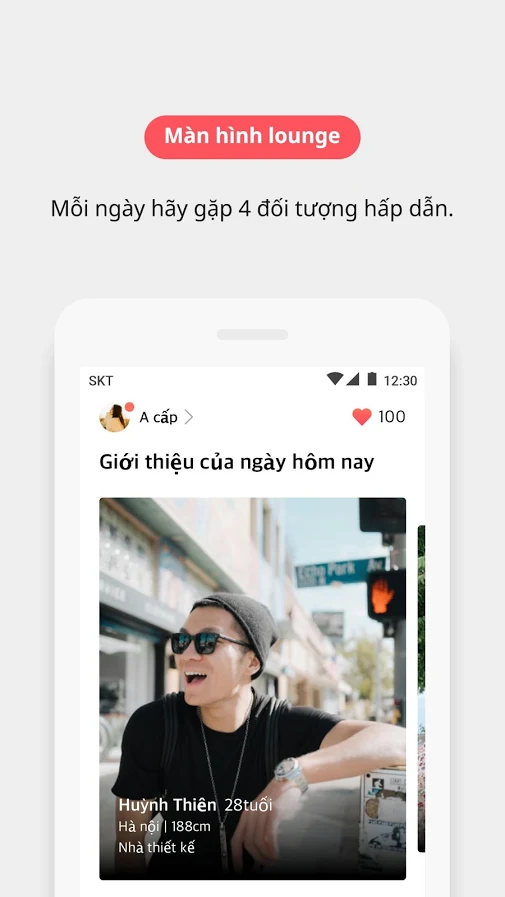 Màn hình lounge
Mỗi ngày hãy gặp 4 đối tượng hấp dẫn.
SKT 12:30
A cấp 100
Giới thiệu của ngày hôm nay
Echo Park Av
Huỳnh Thiên 28tuổi
Hà nội | 188cm
Nhà thiết kế